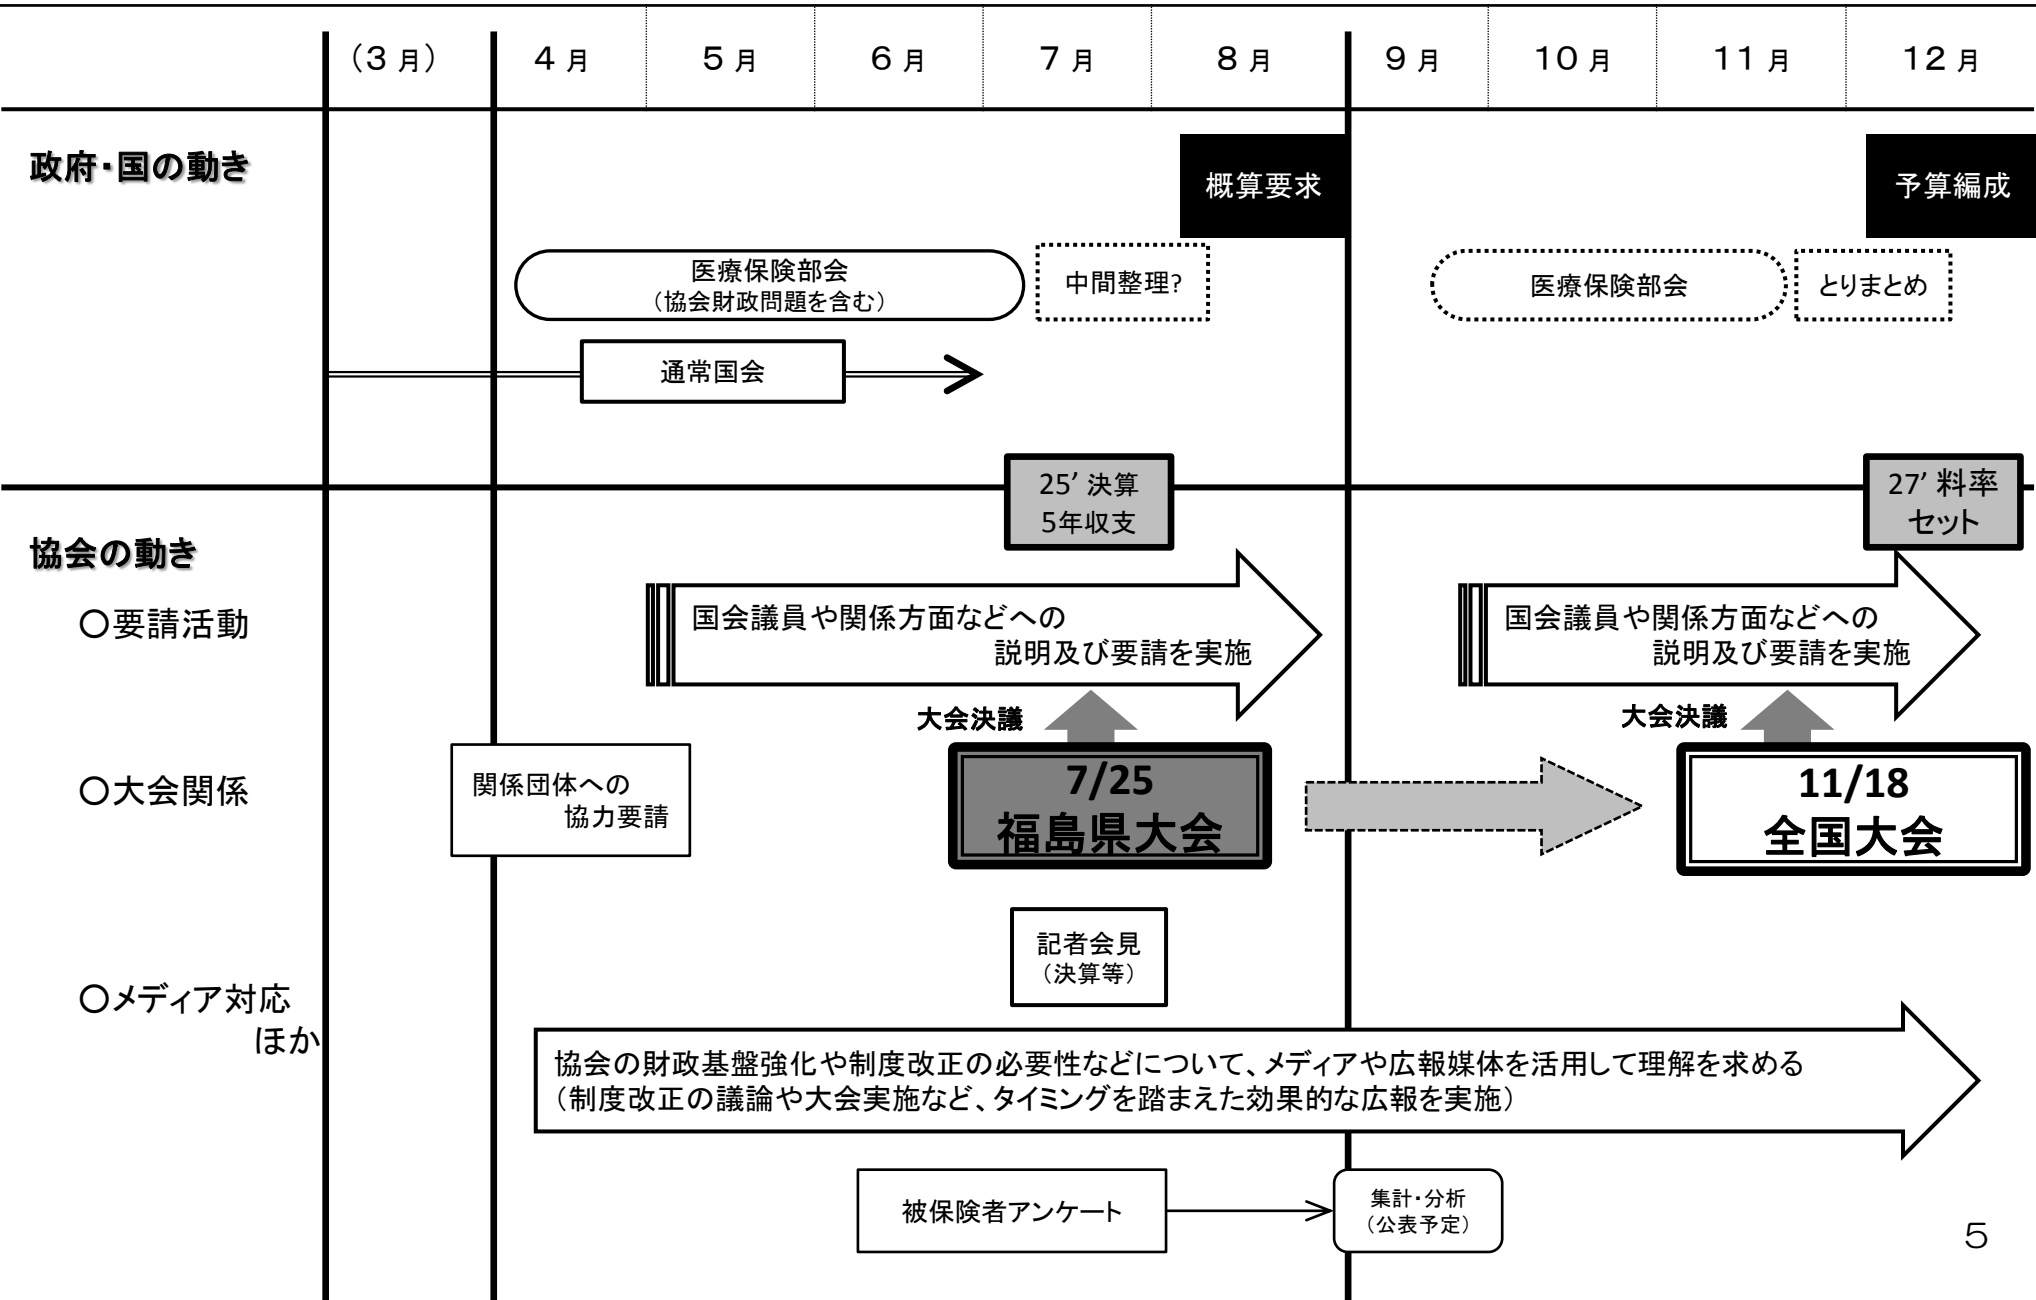 （３月）
４月
５月
６月
７月
８月
９月
１０月
１１月
１２月
政府・国の動き
概算要求
予算編成
医療保険部会
（協会財政問題を含む）
中間整理?
医療保険部会
とりまとめ
通常国会
25’ 決算
5年収支
27’ 料率
セット
協会の動き
○要請活動
国会議員や関係方面などへの
説明及び要請を実施
国会議員や関係方面などへの
説明及び要請を実施
大会決議
大会決議
○大会関係
関係団体への
協力要請
7/25
福島県大会
11/18
全国大会
記者会見
（決算等）
○メディア対応
ほか
協会の財政基盤強化や制度改正の必要性などについて、メディアや広報媒体を活用して理解を求める
（制度改正の議論や大会実施など、タイミングを踏まえた効果的な広報を実施）
被保険者アンケート
集計・分析
（公表予定）
５